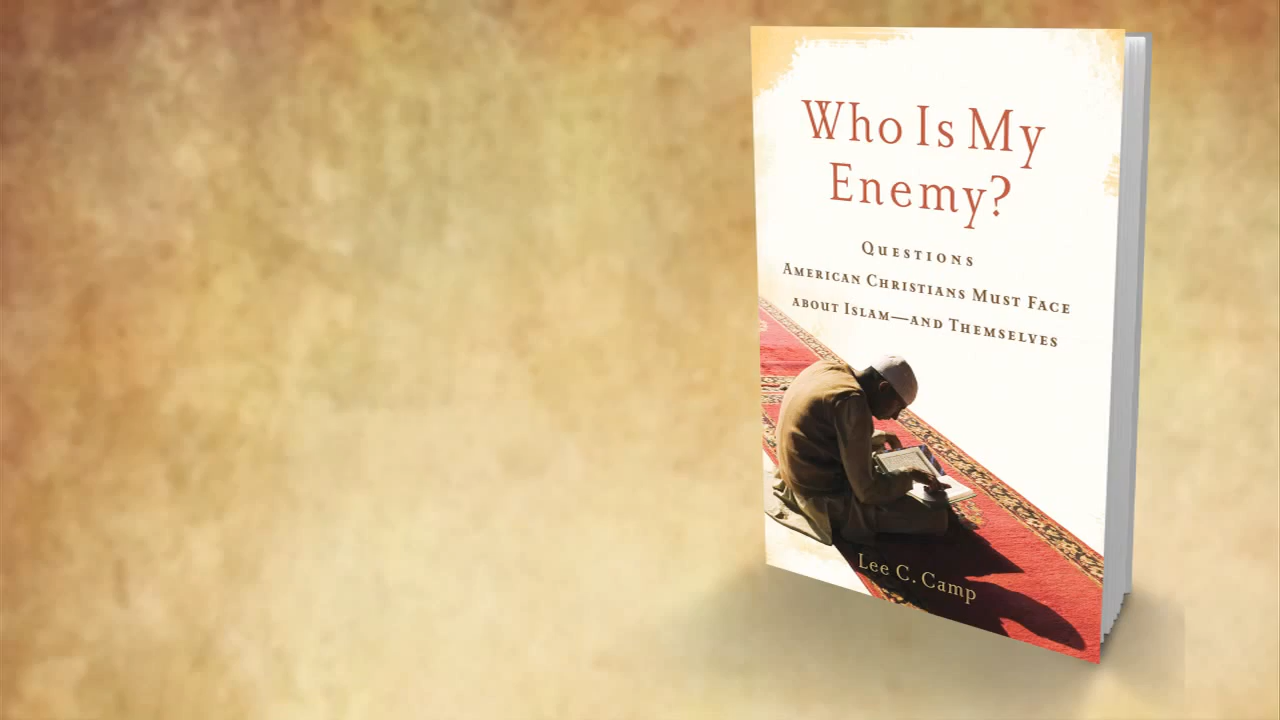 Who Is My
Enemy?
Questions
American Christians Must Face
about Islam—and Themselves
Lee C. Camp